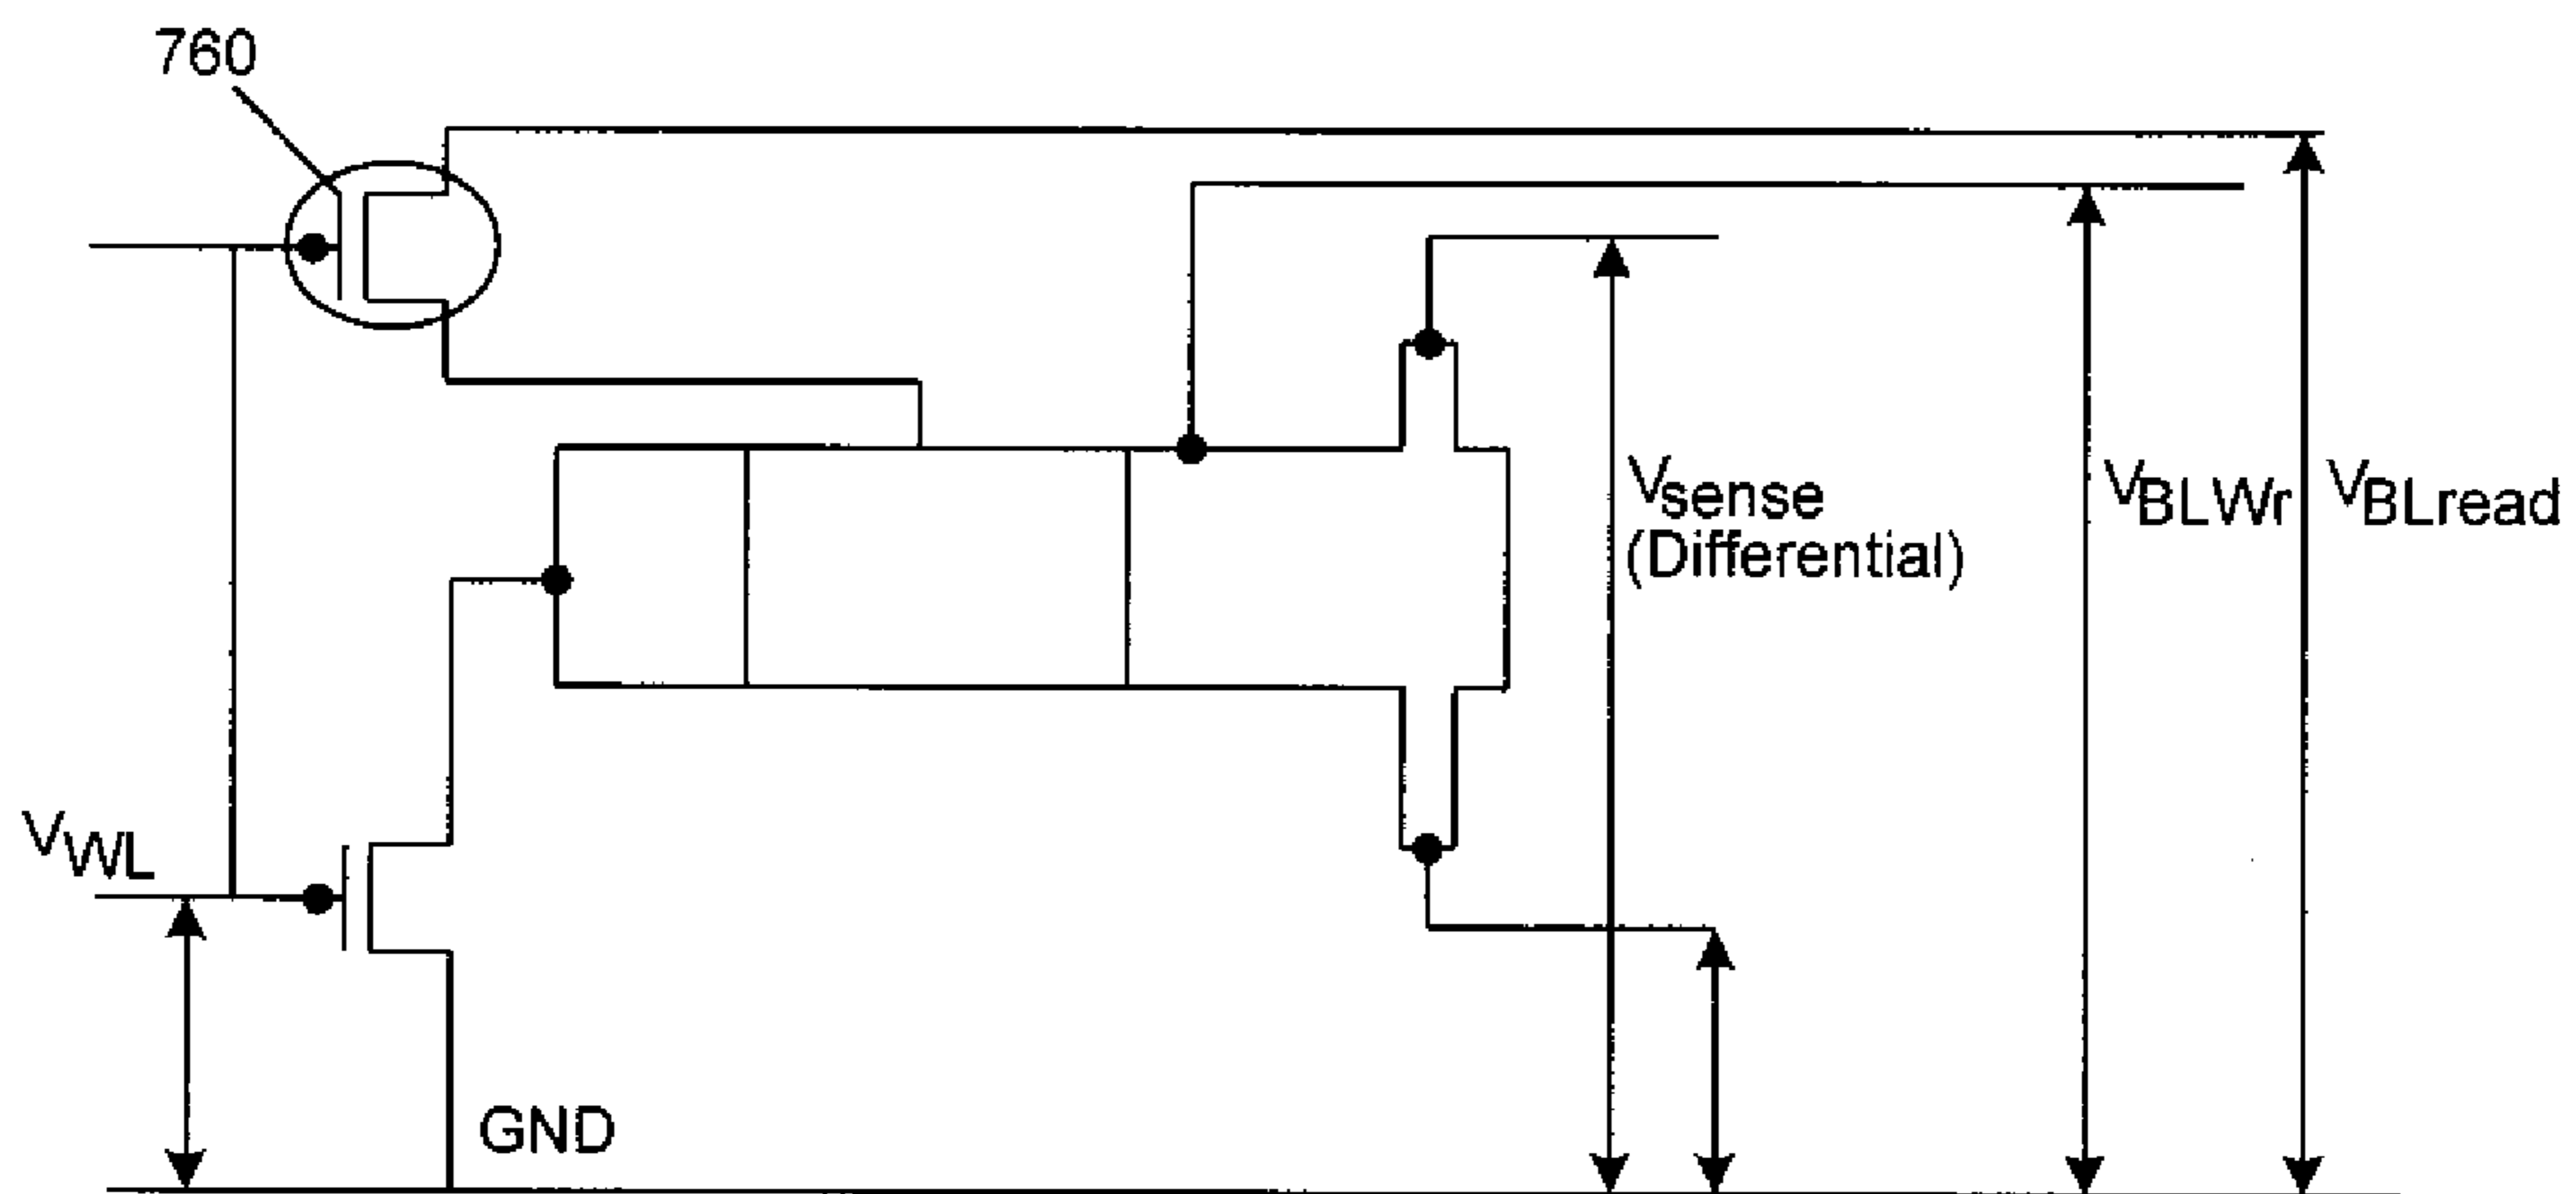 760
Vsense
(Differential)
VBLWr
VBLread
VWL
GND